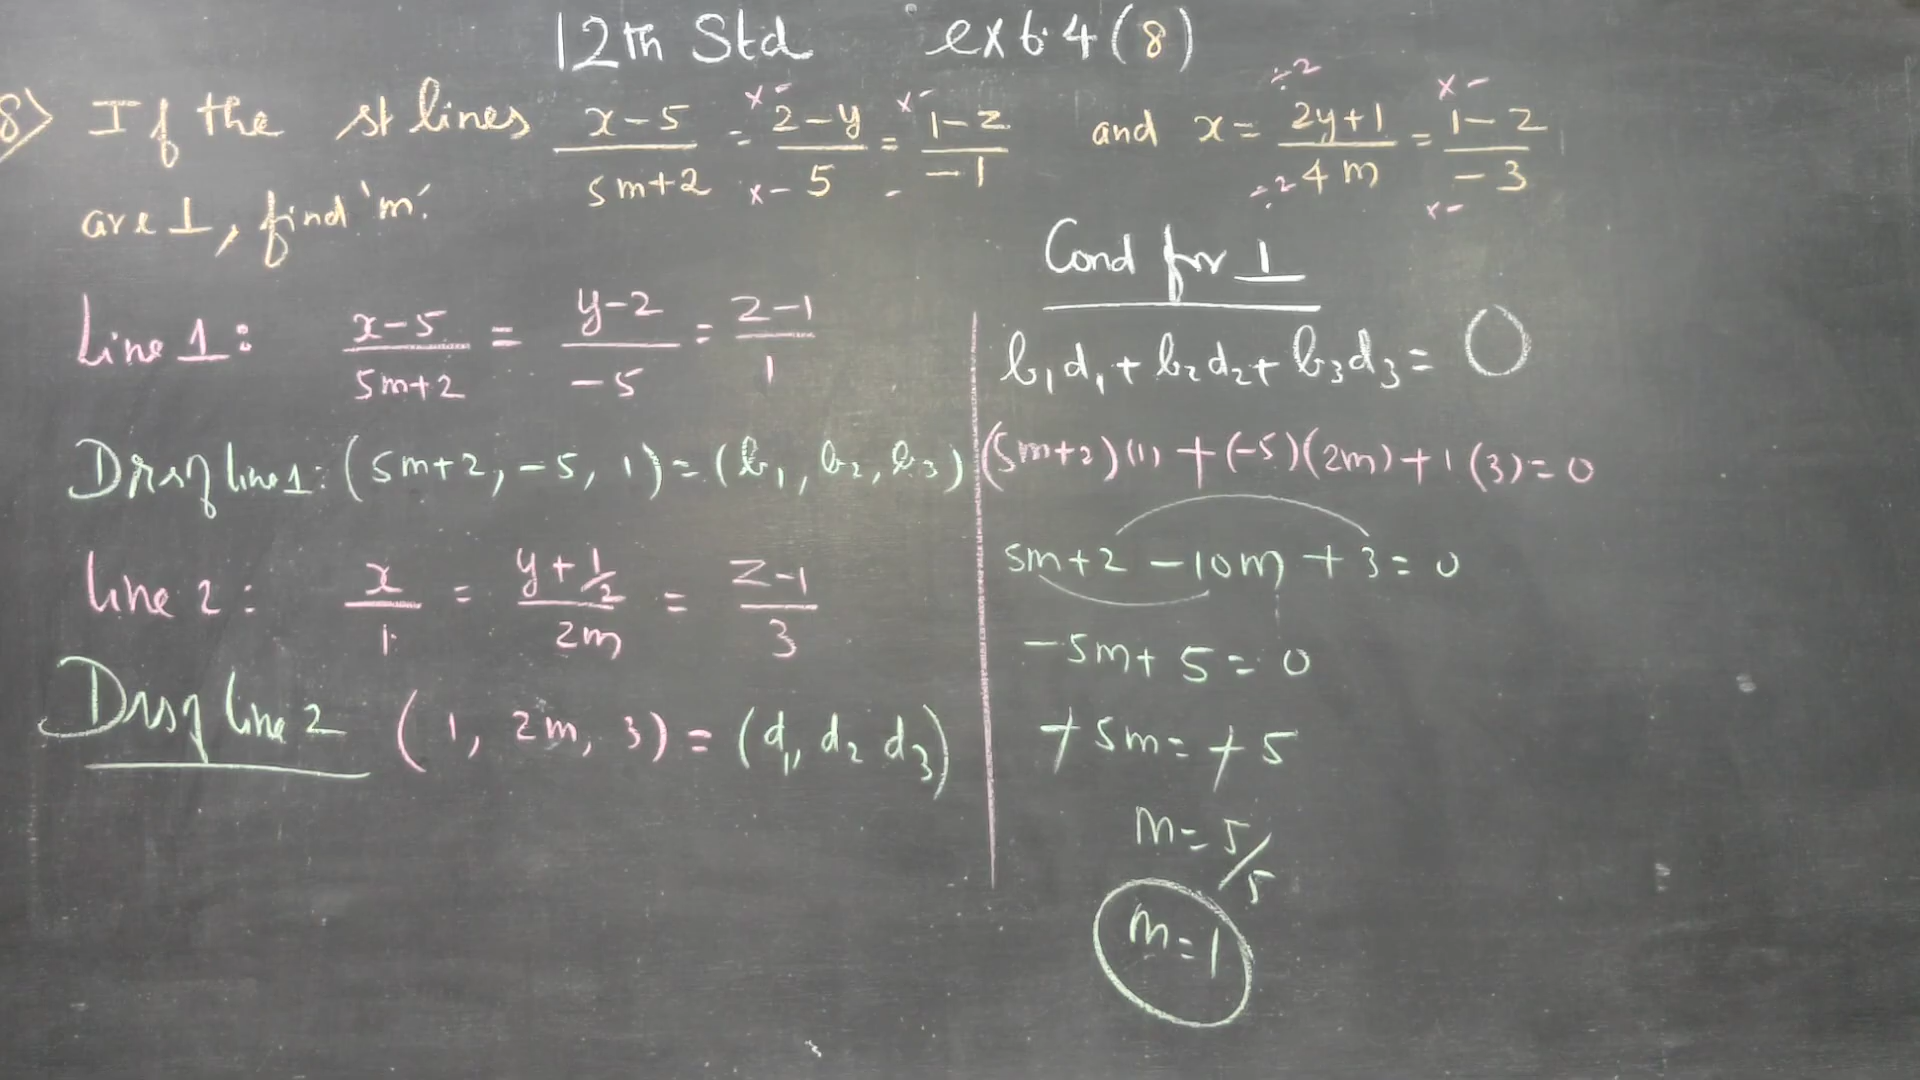 12th Std ex 6.4 (8)
8) If the st lines (x-5)/(5m+2) = (2-y)/5 = (1-z)/-1 and x = (2y+1)/4m = (1-z)/-3
x- x- x- - ÷2 ÷2 x- x-
are ⊥, find 'm'.
Line 1: (x-5)/(5m+2) = (y-2)/-5 = (z-1)/1
Drs of line 1: (5m+2, -5, 1) = (b₁, b₂, b₃)
Line 2: x/1 = (y+1/2)/2m = (z-1)/3
Drs of line 2 (1, 2m, 3) = (d₁, d₂ d₃)
Cond for ⊥
b₁d₁ + b₂d₂ + b₃d₃ = 0
(5m+2)(1) + (-5)(2m) + 1(3) = 0
5m+2 -10m + 3 = 0
-5m + 5 = 0
+5m = +5
m = 5/5
m = 1